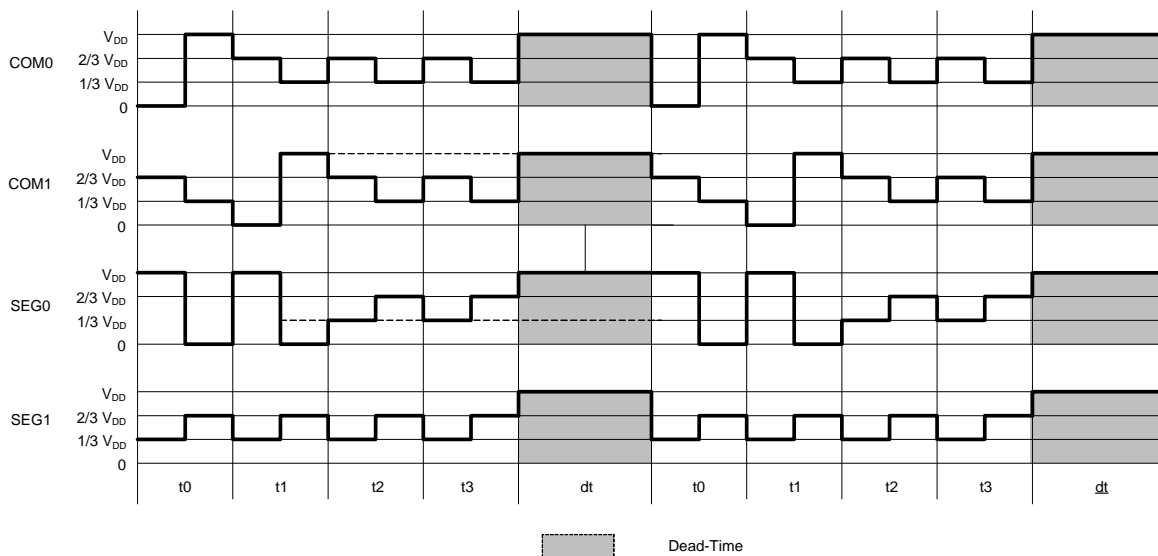 V_DD
COM0
2/3 V_DD
1/3 V_DD
0
V_DD
COM1
2/3 V_DD
1/3 V_DD
0
V_DD
SEG0
2/3 V_DD
1/3 V_DD
0
V_DD
SEG1
2/3 V_DD
1/3 V_DD
0
t0 t1 t2 t3 dt t0 t1 t2 t3 dt
Dead-Time